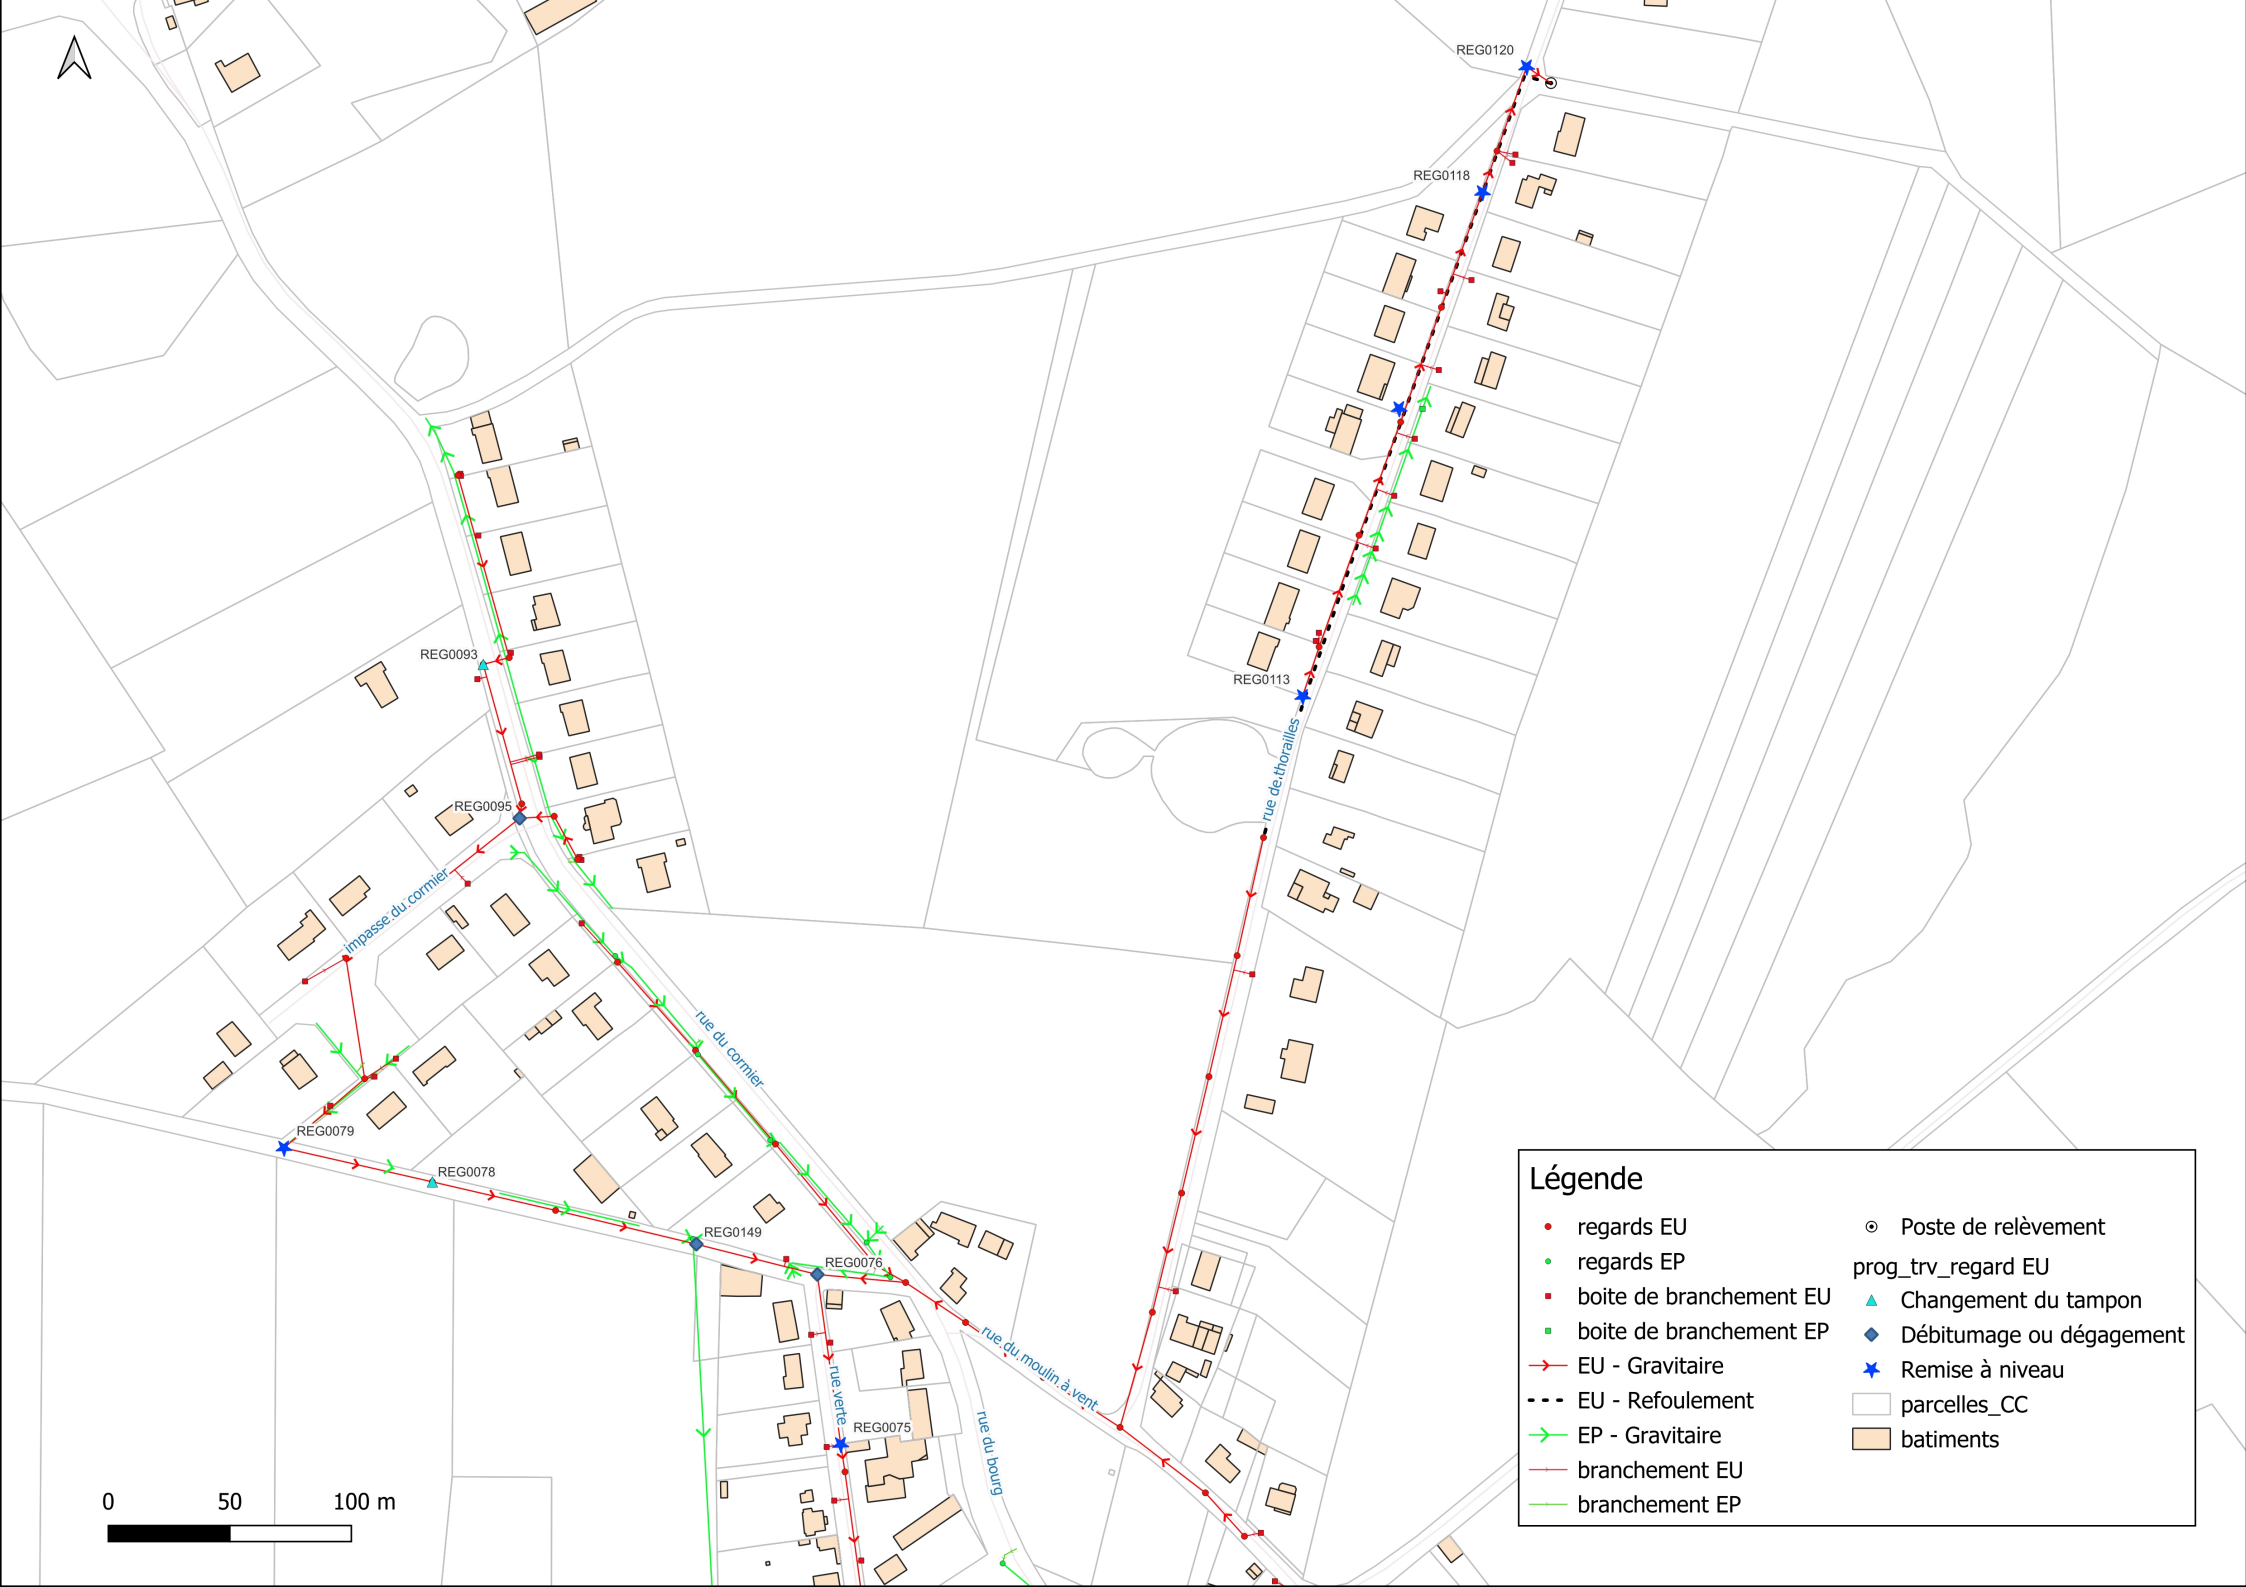 REG0120
REG0118
REG0093
REG0113
rue de thorailles
REG0095
impasse du cormier
rue du cormier
REG0079
REG0078
REG0149
REG0076
rue du moulin à vent
rue verte
REG0075
rue du bourg
0 50 100 m
Légende
regards EU
regards EP
boite de branchement EU
boite de branchement EP
EU - Gravitaire
EU - Refoulement
EP - Gravitaire
branchement EU
branchement EP
Poste de relèvement
prog_trv_regard EU
Changement du tampon
Débitumage ou dégagement
Remise à niveau
parcelles_CC
batiments